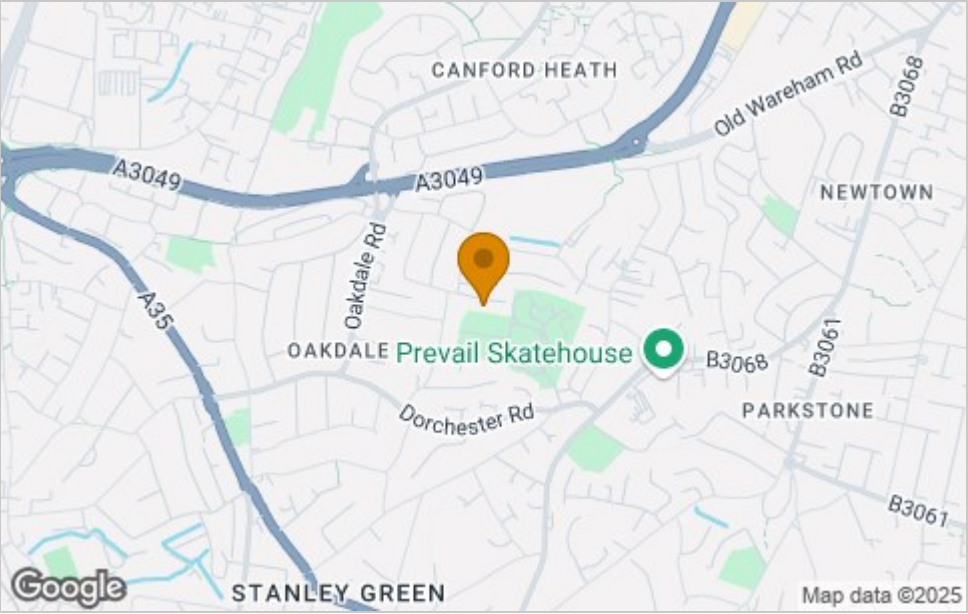 CANFORD HEATH
Old Wareham Rd
B3068
A3049
A3049
NEWTOWN
Oakdale Rd
A35
OAKDALE
Prevail Skatehouse
B3068
B3061
Dorchester Rd
PARKSTONE
B3061
Google
STANLEY GREEN
Map data ©2025